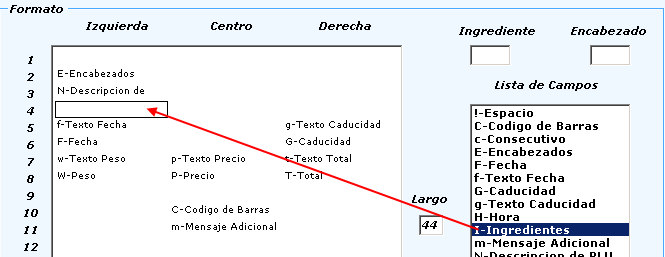 Formato
Izquierda Centro Derecha
Ingrediente Encabezado
1
2 E-Encabezados
3 N-Descripcion de
4
5 f-Texto Fecha g-Texto Caducidad
6 F-Fecha G-Caducidad
7 w-Texto Peso p-Texto Precio t-Texto Total
8 W-Peso P-Precio T-Total
9
10 C-Codigo de Barras
11 m-Mensaje Adicional
12
Largo
44
Lista de Campos
!-Espacio
C-Codigo de Barras
c-Consecutivo
E-Encabezados
F-Fecha
f-Texto Fecha
G-Caducidad
g-Texto Caducidad
H-Hora
I-Ingredientes
m-Mensaje Adicional
N-Descripcion de PLU